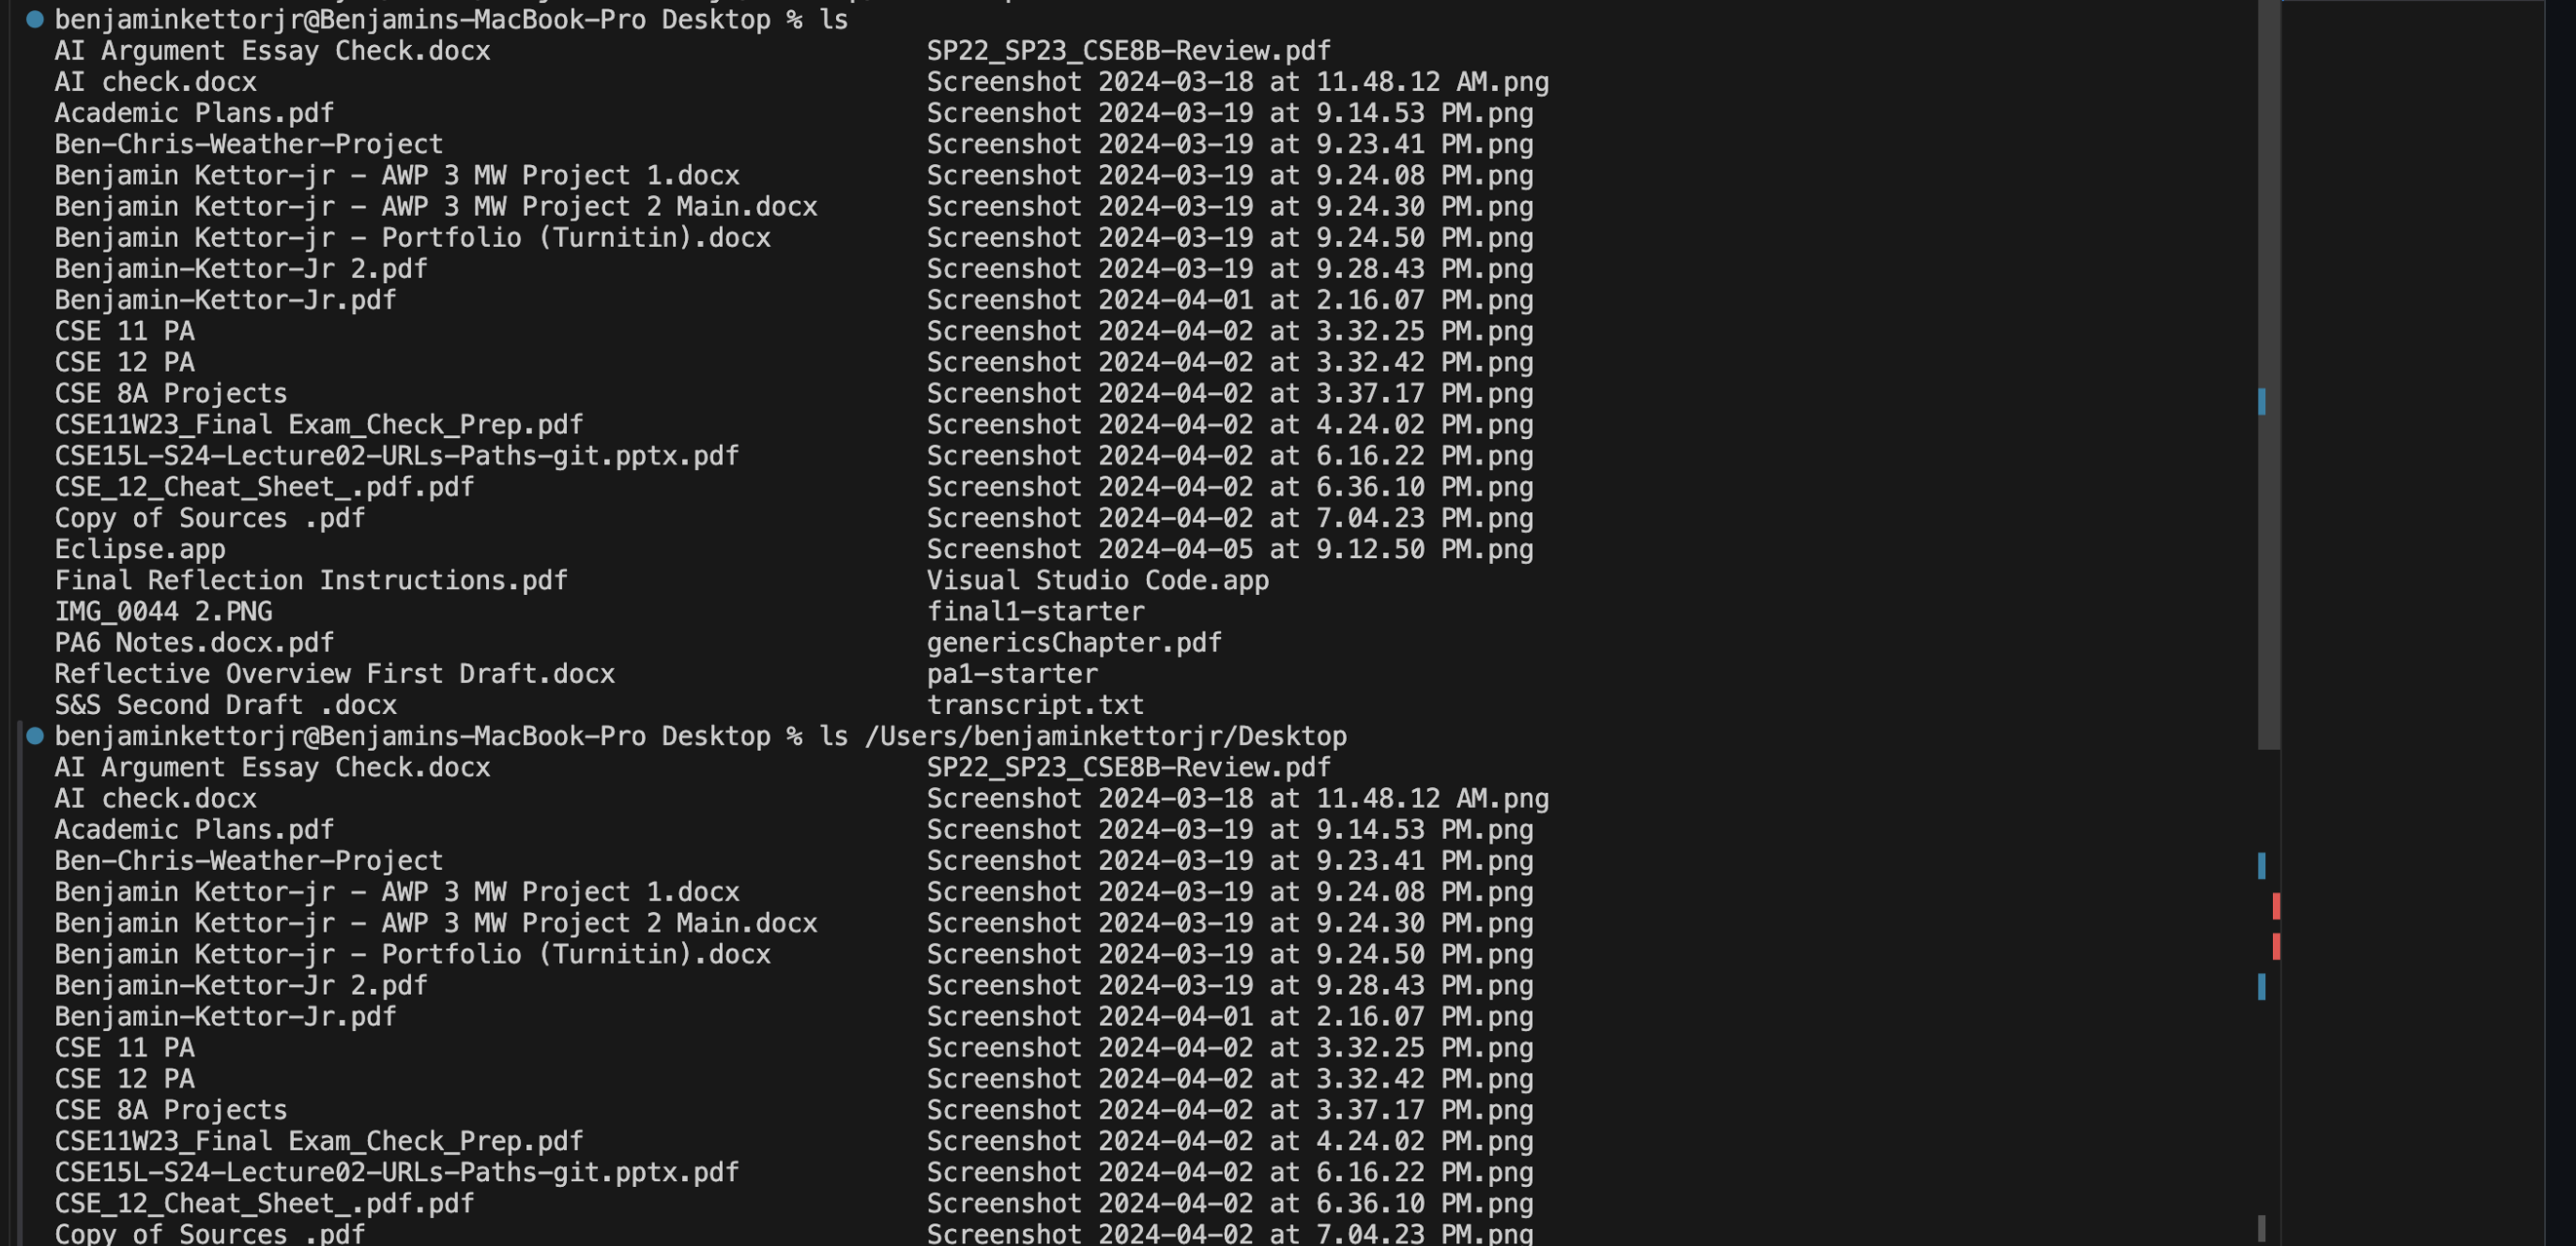 benjaminkettorjr@Benjamins-MacBook-Pro Desktop % ls
AI Argument Essay Check.docx SP22_SP23_CSE8B-Review.pdf
AI check.docx Screenshot 2024-03-18 at 11.48.12 AM.png
Academic Plans.pdf Screenshot 2024-03-19 at 9.14.53 PM.png
Ben-Chris-Weather-Project Screenshot 2024-03-19 at 9.23.41 PM.png
Benjamin Kettor-jr - AWP 3 MW Project 1.docx Screenshot 2024-03-19 at 9.24.08 PM.png
Benjamin Kettor-jr - AWP 3 MW Project 2 Main.docx Screenshot 2024-03-19 at 9.24.30 PM.png
Benjamin Kettor-jr - Portfolio (Turnitin).docx Screenshot 2024-03-19 at 9.24.50 PM.png
Benjamin-Kettor-Jr 2.pdf Screenshot 2024-03-19 at 9.28.43 PM.png
Benjamin-Kettor-Jr.pdf Screenshot 2024-04-01 at 2.16.07 PM.png
CSE 11 PA Screenshot 2024-04-02 at 3.32.25 PM.png
CSE 12 PA Screenshot 2024-04-02 at 3.32.42 PM.png
CSE 8A Projects Screenshot 2024-04-02 at 3.37.17 PM.png
CSE11W23_Final Exam_Check_Prep.pdf Screenshot 2024-04-02 at 4.24.02 PM.png
CSE15L-S24-Lecture02-URLs-Paths-git.pptx.pdf Screenshot 2024-04-02 at 6.16.22 PM.png
CSE_12_Cheat_Sheet_.pdf.pdf Screenshot 2024-04-02 at 6.36.10 PM.png
Copy of Sources .pdf Screenshot 2024-04-02 at 7.04.23 PM.png
Eclipse.app Screenshot 2024-04-05 at 9.12.50 PM.png
Final Reflection Instructions.pdf Visual Studio Code.app
IMG_0044 2.PNG final1-starter
PA6 Notes.docx.pdf genericsChapter.pdf
Reflective Overview First Draft.docx pa1-starter
S&S Second Draft .docx transcript.txt
benjaminkettorjr@Benjamins-MacBook-Pro Desktop % ls /Users/benjaminkettorjr/Desktop
AI Argument Essay Check.docx SP22_SP23_CSE8B-Review.pdf
AI check.docx Screenshot 2024-03-18 at 11.48.12 AM.png
Academic Plans.pdf Screenshot 2024-03-19 at 9.14.53 PM.png
Ben-Chris-Weather-Project Screenshot 2024-03-19 at 9.23.41 PM.png
Benjamin Kettor-jr - AWP 3 MW Project 1.docx Screenshot 2024-03-19 at 9.24.08 PM.png
Benjamin Kettor-jr - AWP 3 MW Project 2 Main.docx Screenshot 2024-03-19 at 9.24.30 PM.png
Benjamin Kettor-jr - Portfolio (Turnitin).docx Screenshot 2024-03-19 at 9.24.50 PM.png
Benjamin-Kettor-Jr 2.pdf Screenshot 2024-03-19 at 9.28.43 PM.png
Benjamin-Kettor-Jr.pdf Screenshot 2024-04-01 at 2.16.07 PM.png
CSE 11 PA Screenshot 2024-04-02 at 3.32.25 PM.png
CSE 12 PA Screenshot 2024-04-02 at 3.32.42 PM.png
CSE 8A Projects Screenshot 2024-04-02 at 3.37.17 PM.png
CSE11W23_Final Exam_Check_Prep.pdf Screenshot 2024-04-02 at 4.24.02 PM.png
CSE15L-S24-Lecture02-URLs-Paths-git.pptx.pdf Screenshot 2024-04-02 at 6.16.22 PM.png
CSE_12_Cheat_Sheet_.pdf.pdf Screenshot 2024-04-02 at 6.36.10 PM.png
Copy of Sources .pdf Screenshot 2024-04-02 at 7.04.23 PM.png